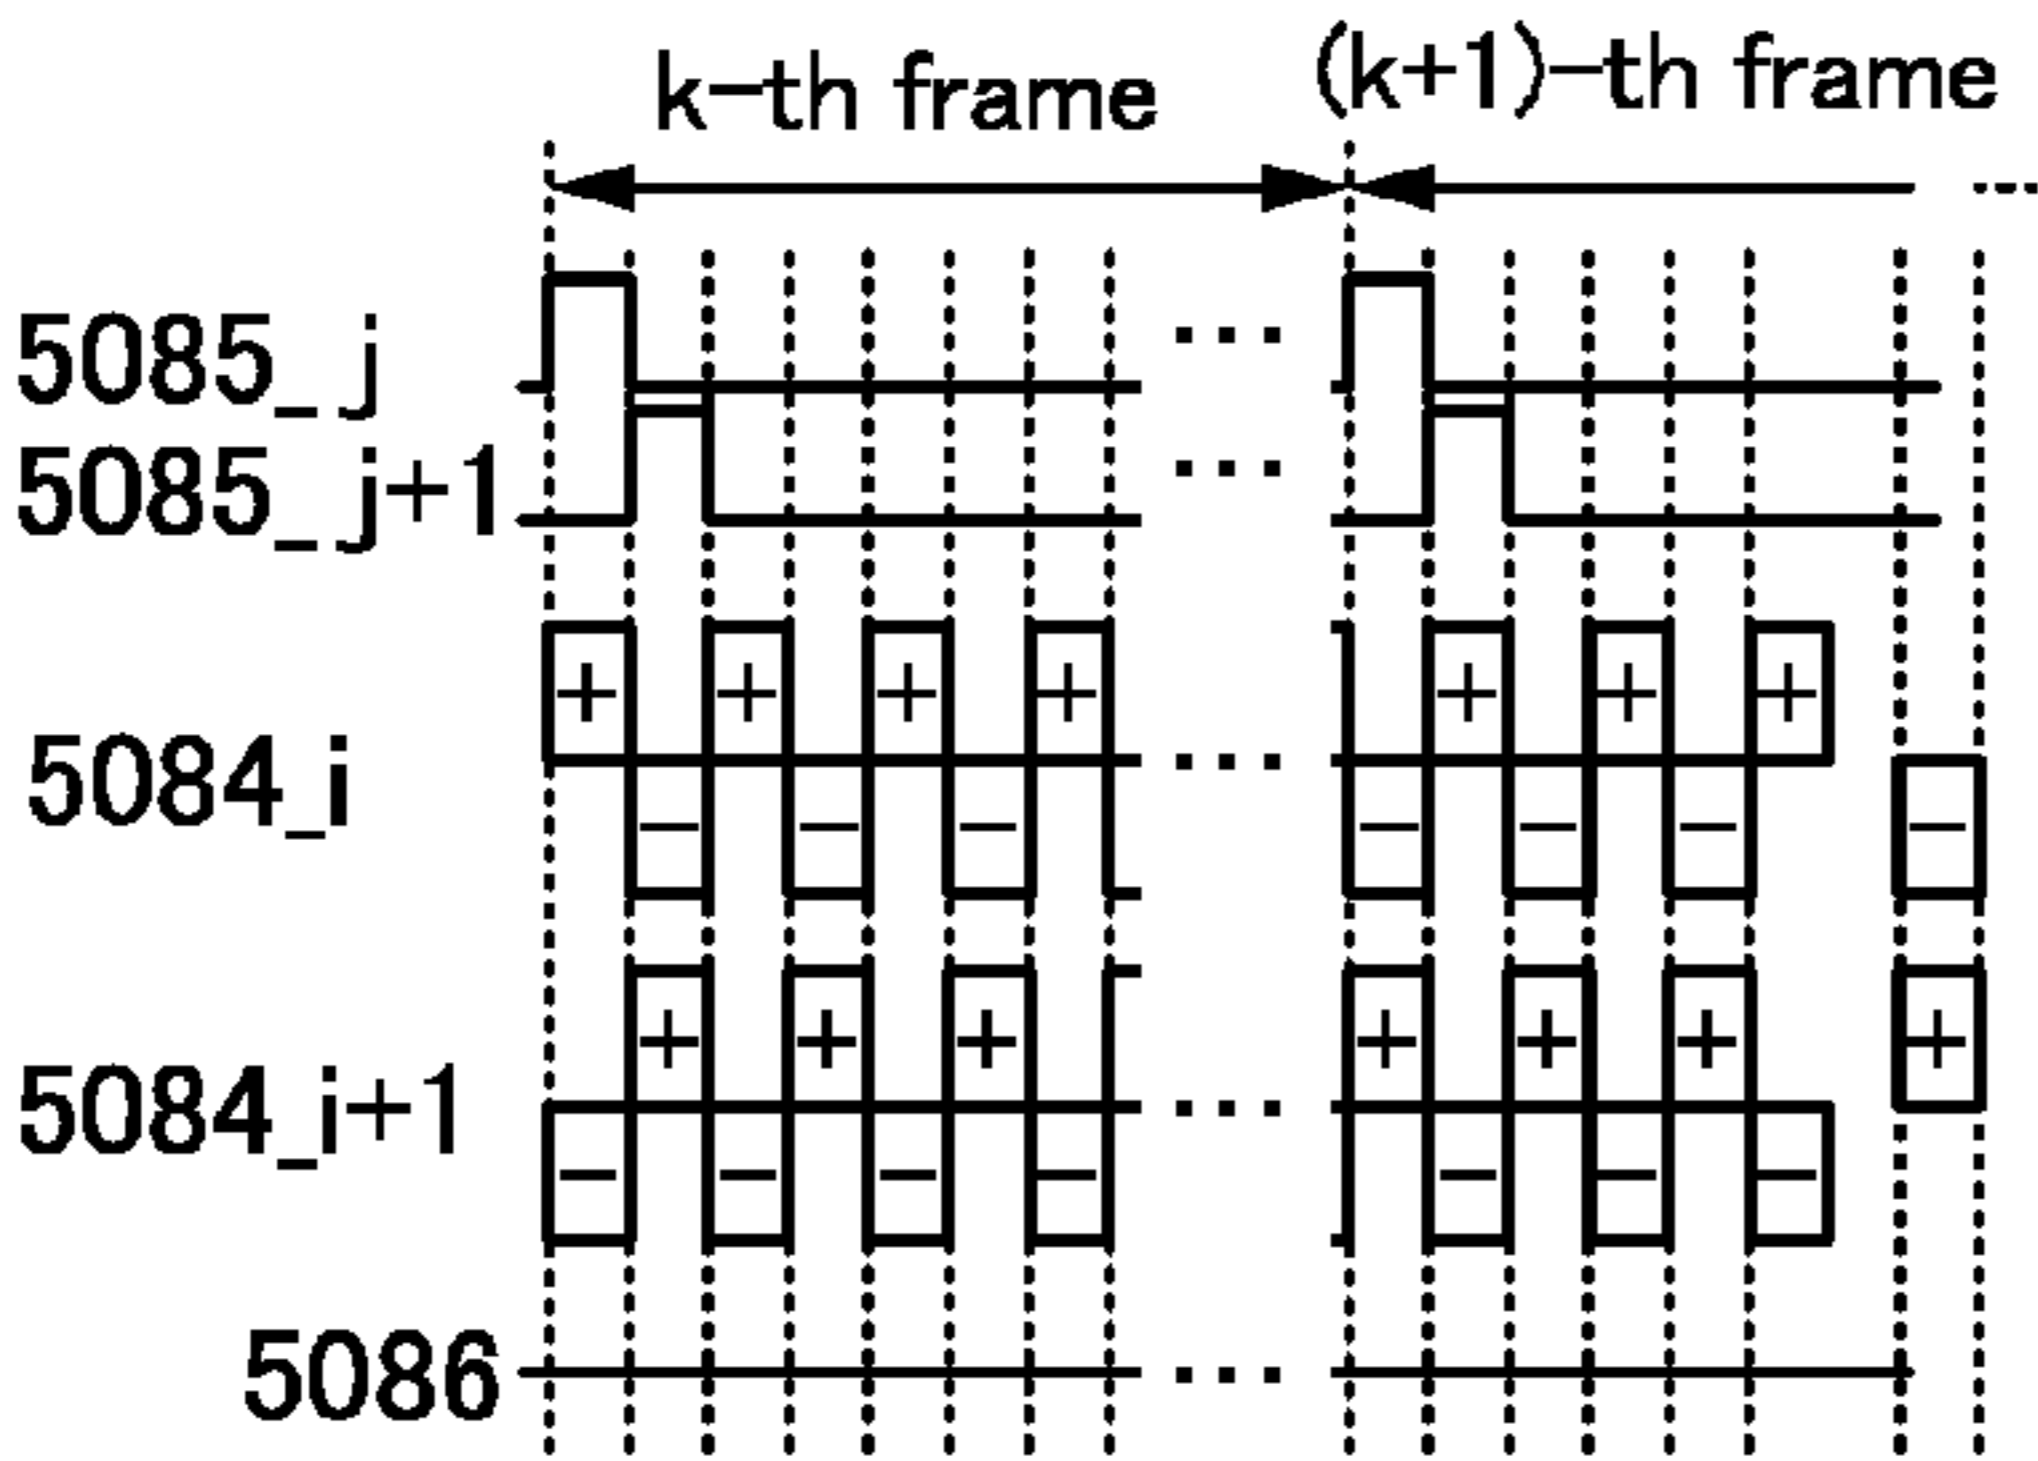 k-th frame
(k+1)-th frame
5085_j
...
...
5085_j+1
...
...
5084_i
+ + + + ... + + +
- - - - - - -
5084_i+1
+ + + ... + + + +
- - - - - - -
5086
...